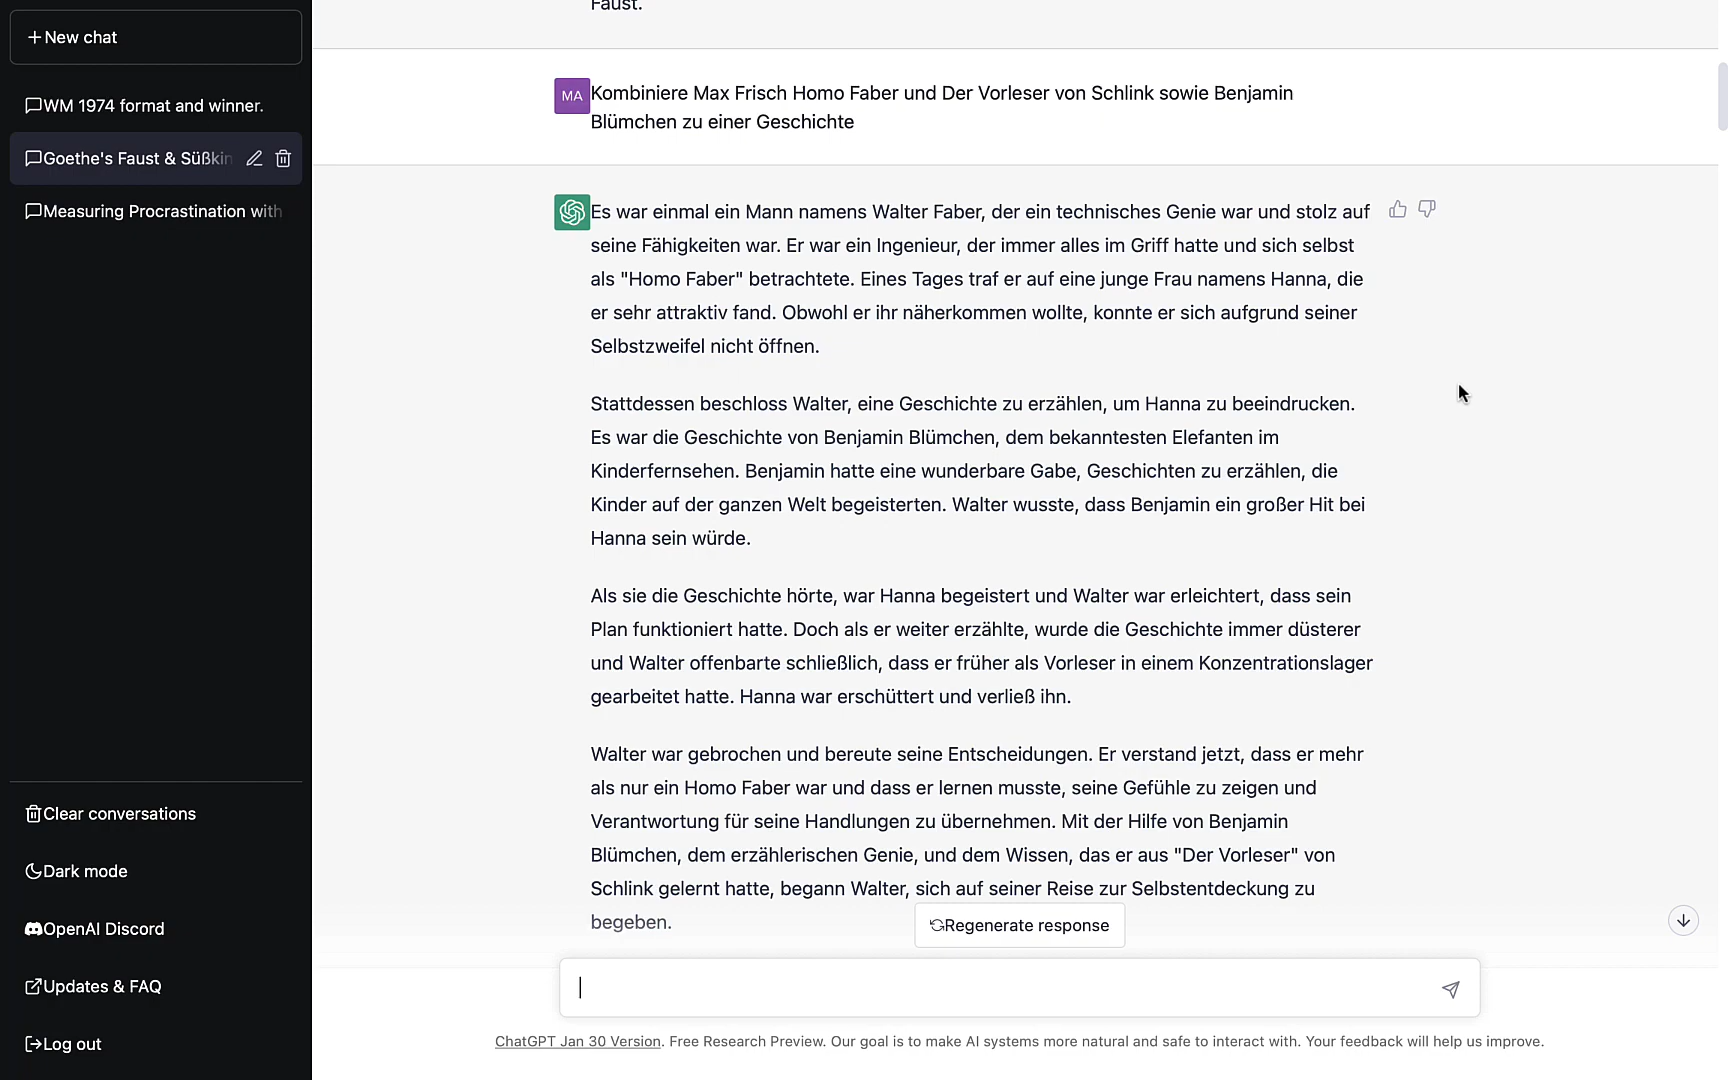 New chat
WM 1974 format and winner.
Goethe's Faust & Süßkin
Measuring Procrastination with
Clear conversations
Dark mode
OpenAI Discord
Updates & FAQ
Log out
Faust.
MA
Kombiniere Max Frisch Homo Faber und Der Vorleser von Schlink sowie Benjamin
Blümchen zu einer Geschichte
Es war einmal ein Mann namens Walter Faber, der ein technisches Genie war und stolz auf
seine Fähigkeiten war. Er war ein Ingenieur, der immer alles im Griff hatte und sich selbst
als "Homo Faber" betrachtete. Eines Tages traf er auf eine junge Frau namens Hanna, die
er sehr attraktiv fand. Obwohl er ihr näherkommen wollte, konnte er sich aufgrund seiner
Selbstzweifel nicht öffnen.
Stattdessen beschloss Walter, eine Geschichte zu erzählen, um Hanna zu beeindrucken.
Es war die Geschichte von Benjamin Blümchen, dem bekanntesten Elefanten im
Kinderfernsehen. Benjamin hatte eine wunderbare Gabe, Geschichten zu erzählen, die
Kinder auf der ganzen Welt begeisterten. Walter wusste, dass Benjamin ein großer Hit bei
Hanna sein würde.
Als sie die Geschichte hörte, war Hanna begeistert und Walter war erleichtert, dass sein
Plan funktioniert hatte. Doch als er weiter erzählte, wurde die Geschichte immer düsterer
und Walter offenbarte schließlich, dass er früher als Vorleser in einem Konzentrationslager
gearbeitet hatte. Hanna war erschüttert und verließ ihn.
Walter war gebrochen und bereute seine Entscheidungen. Er verstand jetzt, dass er mehr
als nur ein Homo Faber war und dass er lernen musste, seine Gefühle zu zeigen und
Verantwortung für seine Handlungen zu übernehmen. Mit der Hilfe von Benjamin
Blümchen, dem erzählerischen Genie, und dem Wissen, das er aus "Der Vorleser" von
Schlink gelernt hatte, begann Walter, sich auf seiner Reise zur Selbstentdeckung zu
begeben.
Regenerate response
ChatGPT Jan 30 Version. Free Research Preview. Our goal is to make AI systems more natural and safe to interact with. Your feedback will help us improve.